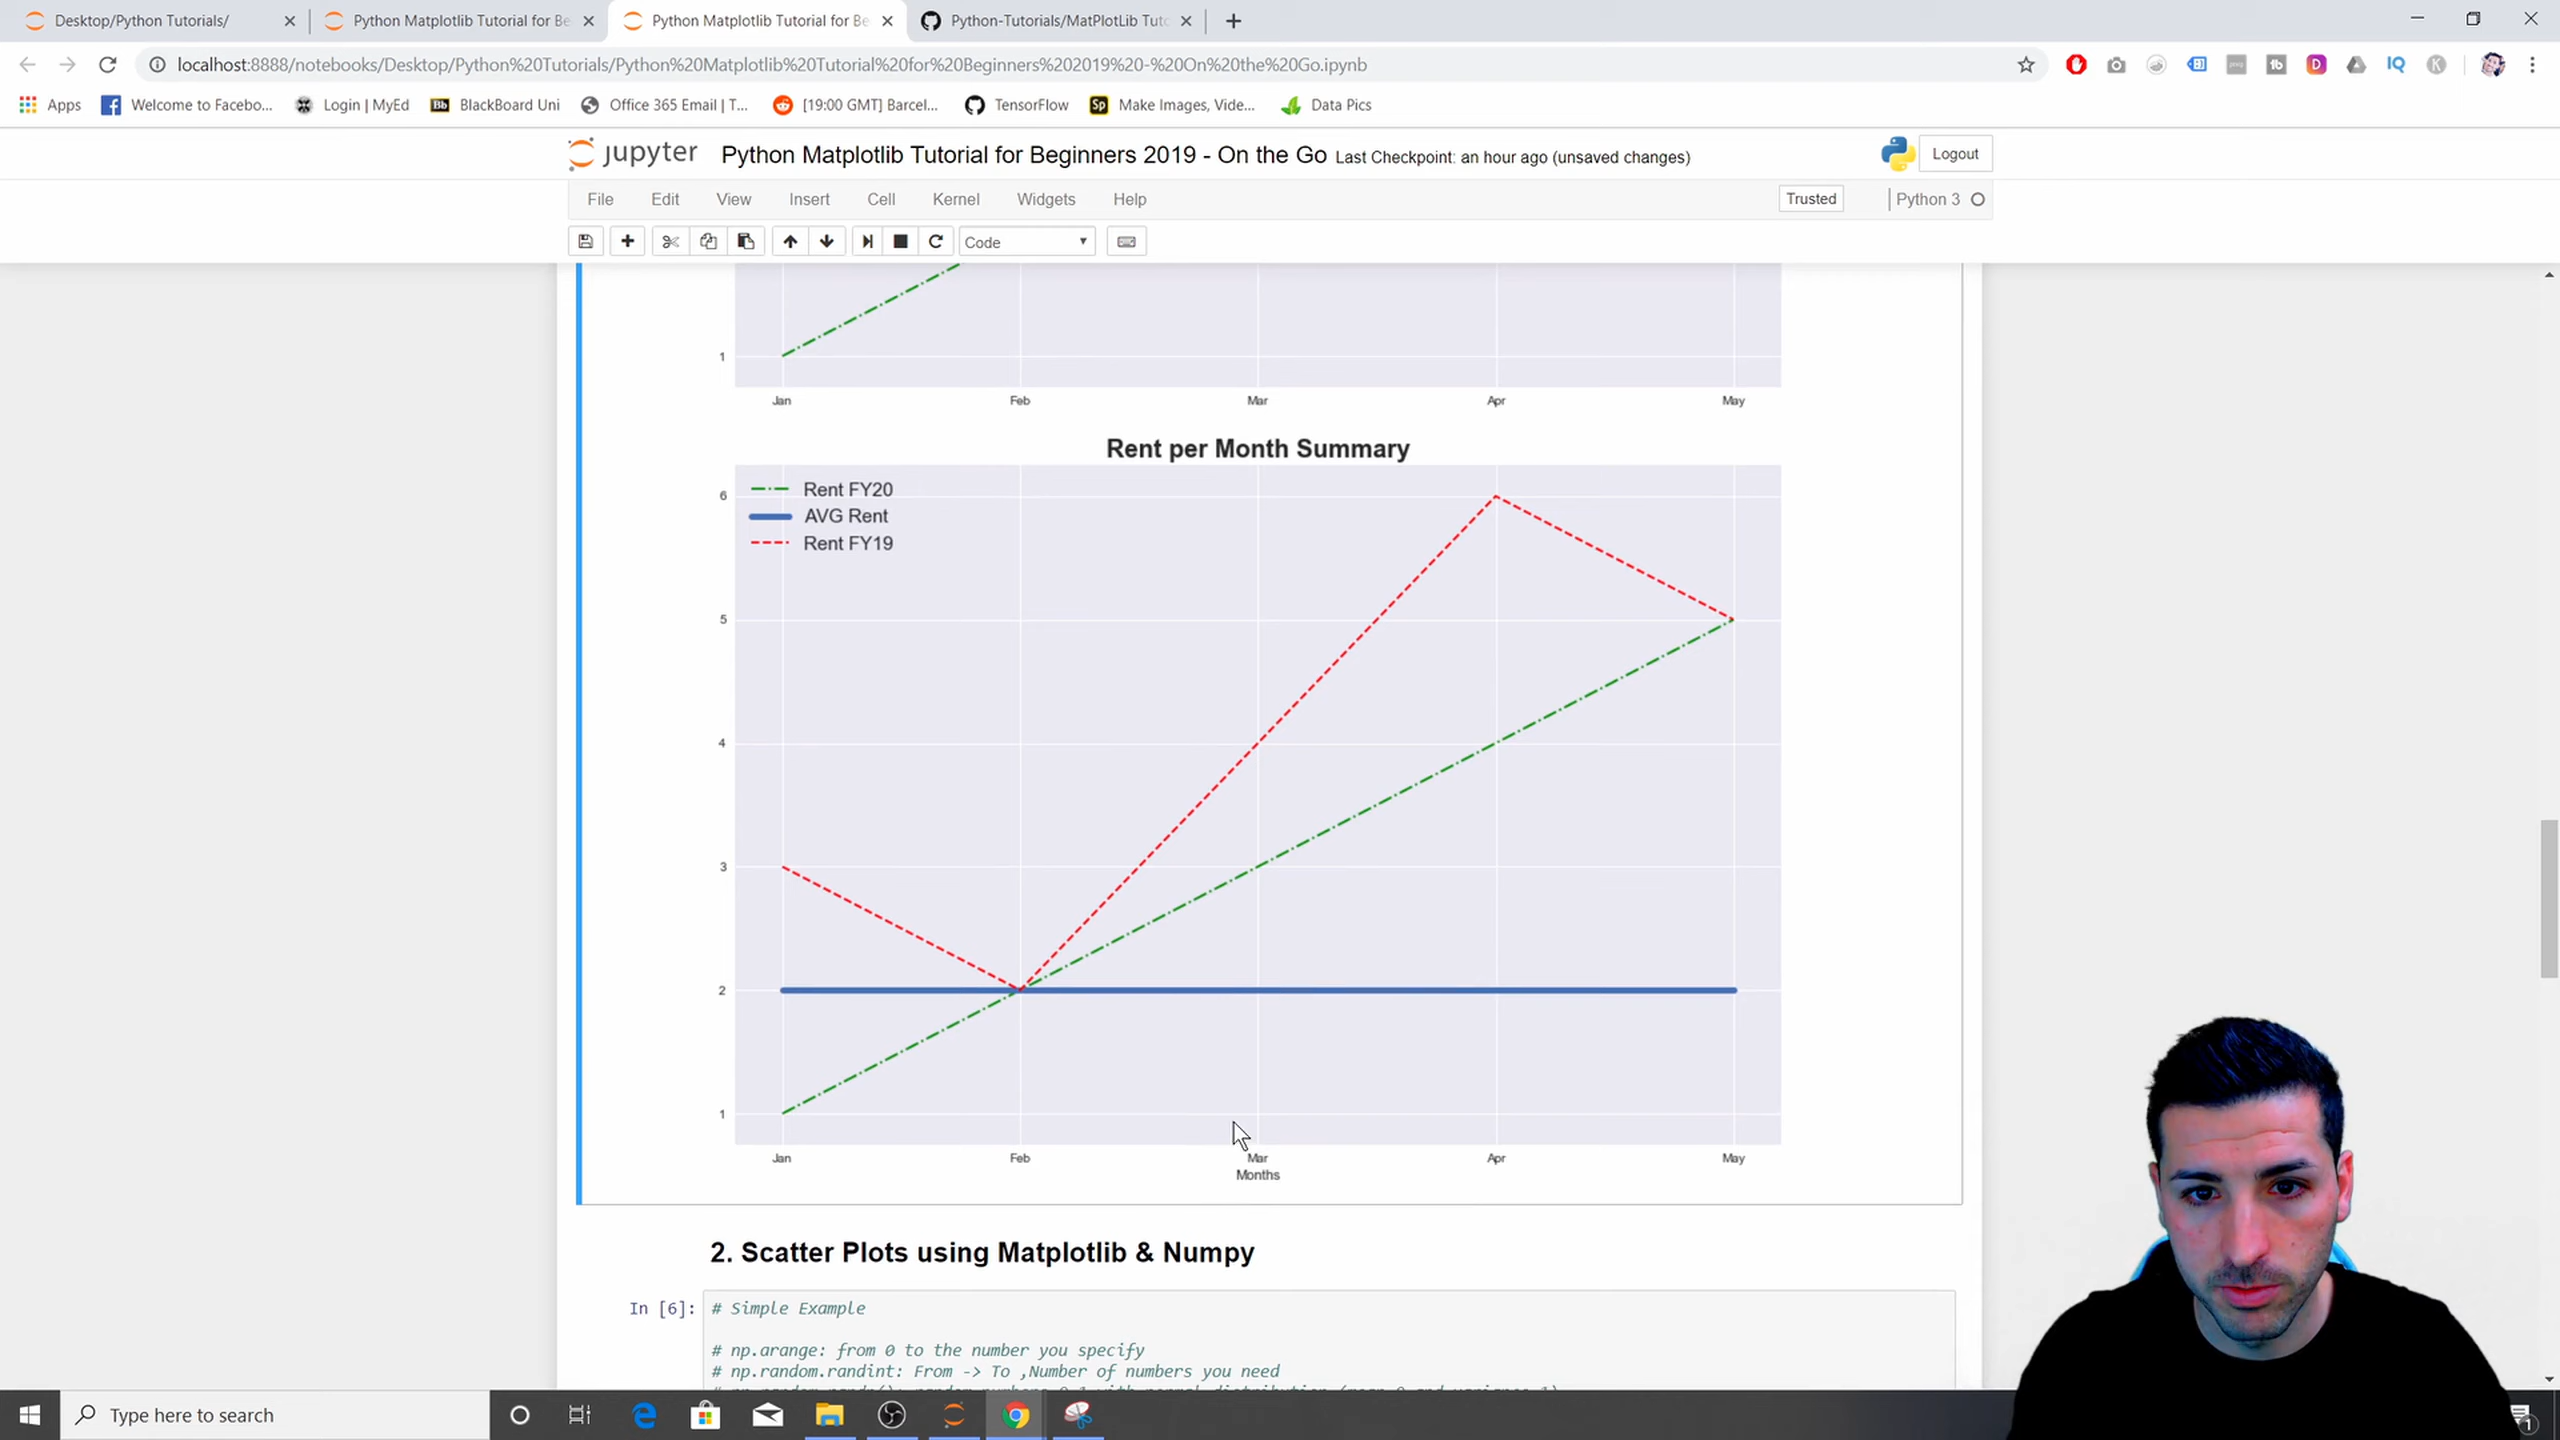 Desktop/Python Tutorials/
Python Matplotlib Tutorial for Be
Python Matplotlib Tutorial for Be
Python-Tutorials/MatPlotLib Tuto
localhost:8888/notebooks/Desktop/Python%20Tutorials/Python%20Matplotlib%20Tutorial%20for%20Beginners%202019%20-%20On%20the%20Go.ipynb
Apps
Welcome to Facebo...
Login | MyEd
Bb BlackBoard Uni
Office 365 Email | T...
[19:00 GMT] Barcel...
TensorFlow
Sp Make Images, Vide...
Data Pics
jupyter Python Matplotlib Tutorial for Beginners 2019 - On the Go Last Checkpoint: an hour ago (unsaved changes)
Logout
File Edit View Insert Cell Kernel Widgets Help
Trusted
Python 3
Code
1
Jan Feb Mar Apr May
Rent per Month Summary
Rent FY20
AVG Rent
Rent FY19
6
5
4
3
2
1
Jan Feb Mar Apr May
Months
2. Scatter Plots using Matplotlib & Numpy
In [6]:
# Simple Example
# np.arange: from 0 to the number you specify
# np.random.randint: From -> To ,Number of numbers you need
Type here to search
1